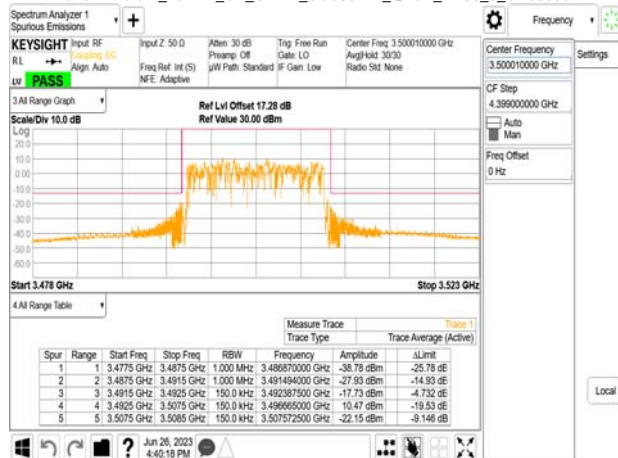 Spectrum Analyzer 1
Spurious Emissions
+
Frequency
KEYSIGHT Input: RF Input Z: 50 Ω Atten: 30 dB Trig: Free Run Center Freq: 3.500010000 GHz
Coupling: DC Preamp: Off Gate: LO Avg|Hold: 30/30
RL Align: Auto Freq Ref: Int (S) µW Path: Standard IF Gain: Low Radio Std: None
NFE: Adaptive
PASS
Center Frequency
3.500010000 GHz
Settings
CF Step
4.399000000 GHz
Auto
Man
Freq Offset
0 Hz
3 All Range Graph
Ref Lvl Offset 17.28 dB
Scale/Div 10.0 dB Ref Value 30.00 dBm
Log
20.0
10.0
0.00
-10.0
-20.0
-30.0
-40.0
-50.0
-60.0
Start 3.478 GHz Stop 3.523 GHz
4 All Range Table
Measure Trace Trace 1
Trace Type Trace Average (Active)
Spur Range Start Freq Stop Freq RBW Frequency Amplitude ΔLimit
1 1 3.4775 GHz 3.4875 GHz 1.000 MHz 3.486870000 GHz -38.78 dBm -25.78 dB
2 2 3.4875 GHz 3.4915 GHz 1.000 MHz 3.491494000 GHz -27.93 dBm -14.93 dB
3 3 3.4915 GHz 3.4925 GHz 150.0 kHz 3.492387500 GHz -17.73 dBm -4.732 dB
4 4 3.4925 GHz 3.5075 GHz 150.0 kHz 3.496665000 GHz 10.47 dBm -19.53 dB
5 5 3.5075 GHz 3.5085 GHz 150.0 kHz 3.507572500 GHz -22.15 dBm -9.146 dB
Local
? Jun 26, 2023
4:40:18 PM